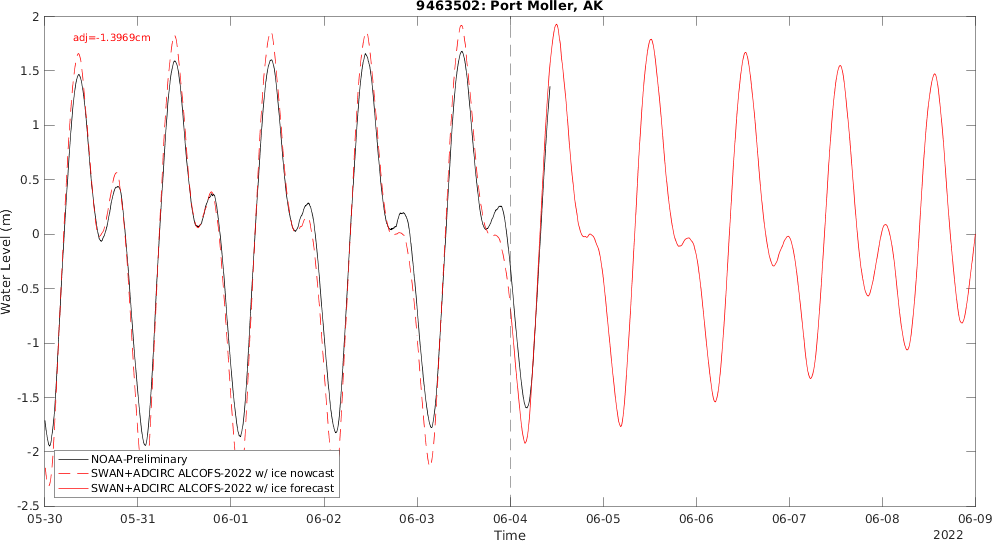 9463502: Port Moller, AK
adj=-1.3969cm
2
1.5
1
0.5
0
-0.5
-1
-1.5
-2
-2.5
Water Level (m)
NOAA-Preliminary
SWAN+ADCIRC ALCOFS-2022 w/ ice nowcast
SWAN+ADCIRC ALCOFS-2022 w/ ice forecast
05-30 05-31 06-01 06-02 06-03 06-04 06-05 06-06 06-07 06-08 06-09
Time
2022